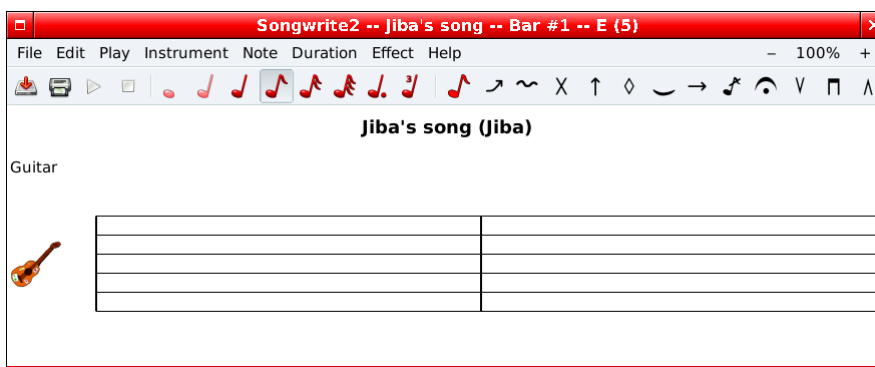 Songwrite2 -- Jiba's song -- Bar #1 -- E (5)
File Edit Play Instrument Note Duration Effect Help – 100% +
Jiba's song (Jiba)
Guitar